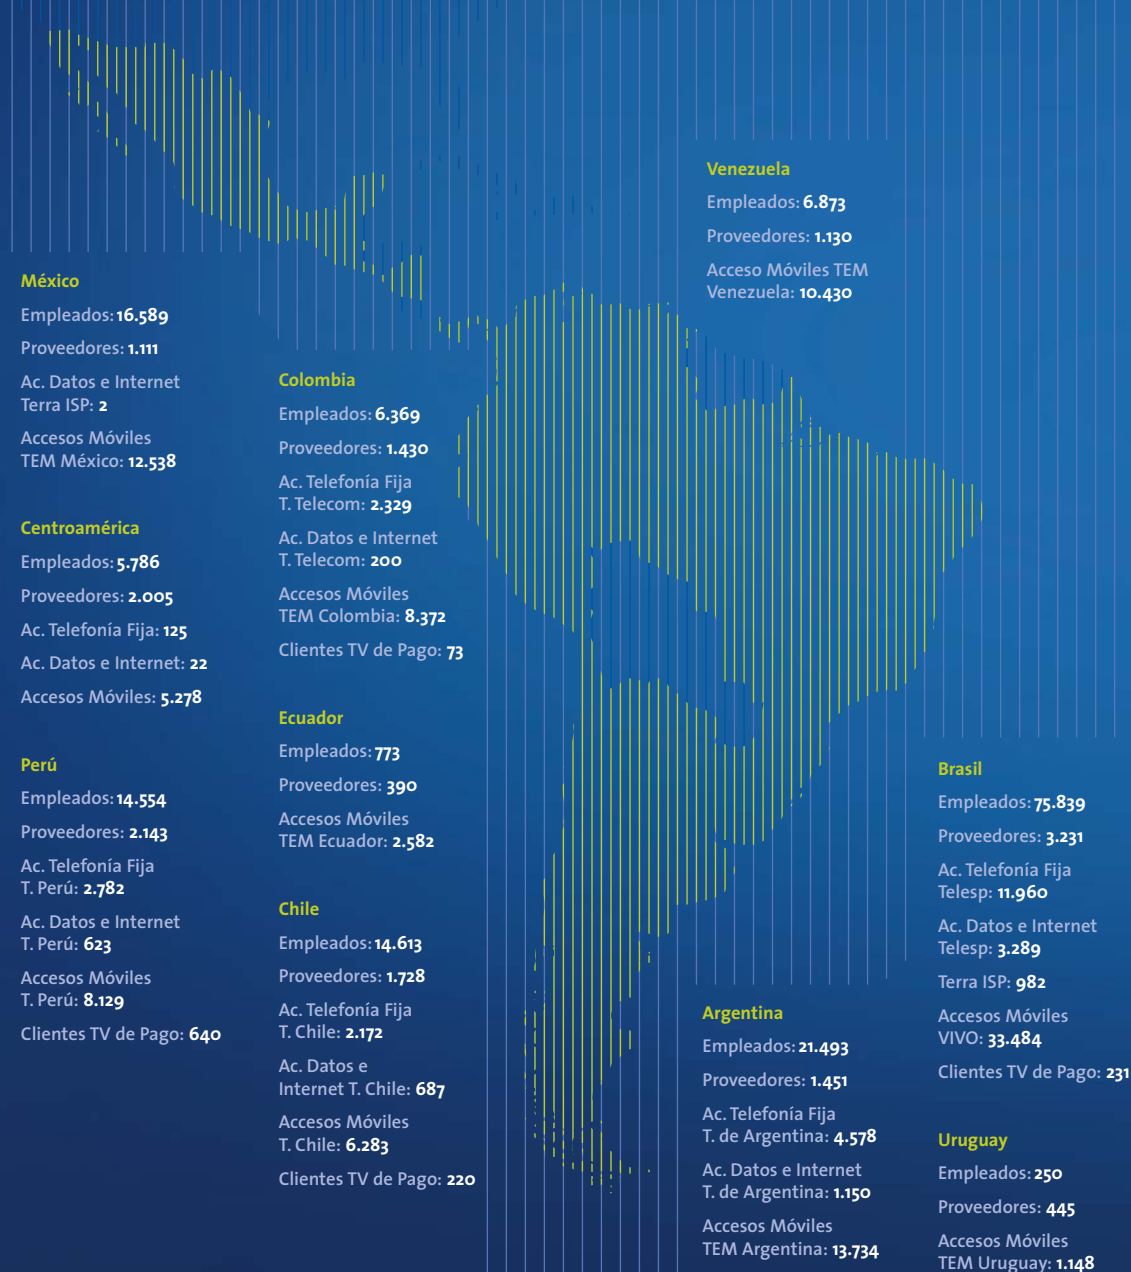 Venezuela
Empleados: 6.873
Proveedores: 1.130
Acceso Móviles TEM
Venezuela: 10.430
México
Empleados: 16.589
Proveedores: 1.111
Ac. Datos e Internet
Terra ISP: 2
Accesos Móviles
TEM México: 12.538
Centroamérica
Empleados: 5.786
Proveedores: 2.005
Ac. Telefonía Fija: 125
Ac. Datos e Internet: 22
Accesos Móviles: 5.278
Perú
Empleados: 14.554
Proveedores: 2.143
Ac. Telefonía Fija
T. Perú: 2.782
Ac. Datos e Internet
T. Perú: 623
Accesos Móviles
T. Perú: 8.129
Clientes TV de Pago: 640
Colombia
Empleados: 6.369
Proveedores: 1.430
Ac. Telefonía Fija
T. Telecom: 2.329
Ac. Datos e Internet
T. Telecom: 200
Accesos Móviles
TEM Colombia: 8.372
Clientes TV de Pago: 73
Ecuador
Empleados: 773
Proveedores: 390
Accesos Móviles
TEM Ecuador: 2.582
Chile
Empleados: 14.613
Proveedores: 1.728
Ac. Telefonía Fija
T. Chile: 2.172
Ac. Datos e
Internet T. Chile: 687
Accesos Móviles
T. Chile: 6.283
Clientes TV de Pago: 220
Argentina
Empleados: 21.493
Proveedores: 1.451
Ac. Telefonía Fija
T. de Argentina: 4.578
Ac. Datos e Internet
T. de Argentina: 1.150
Accesos Móviles
TEM Argentina: 13.734
Brasil
Empleados: 75.839
Proveedores: 3.231
Ac. Telefonía Fija
Telesp: 11.960
Ac. Datos e Internet
Telesp: 3.289
Terra ISP: 982
Accesos Móviles
VIVO: 33.484
Clientes TV de Pago: 231
Uruguay
Empleados: 250
Proveedores: 445
Accesos Móviles
TEM Uruguay: 1.148